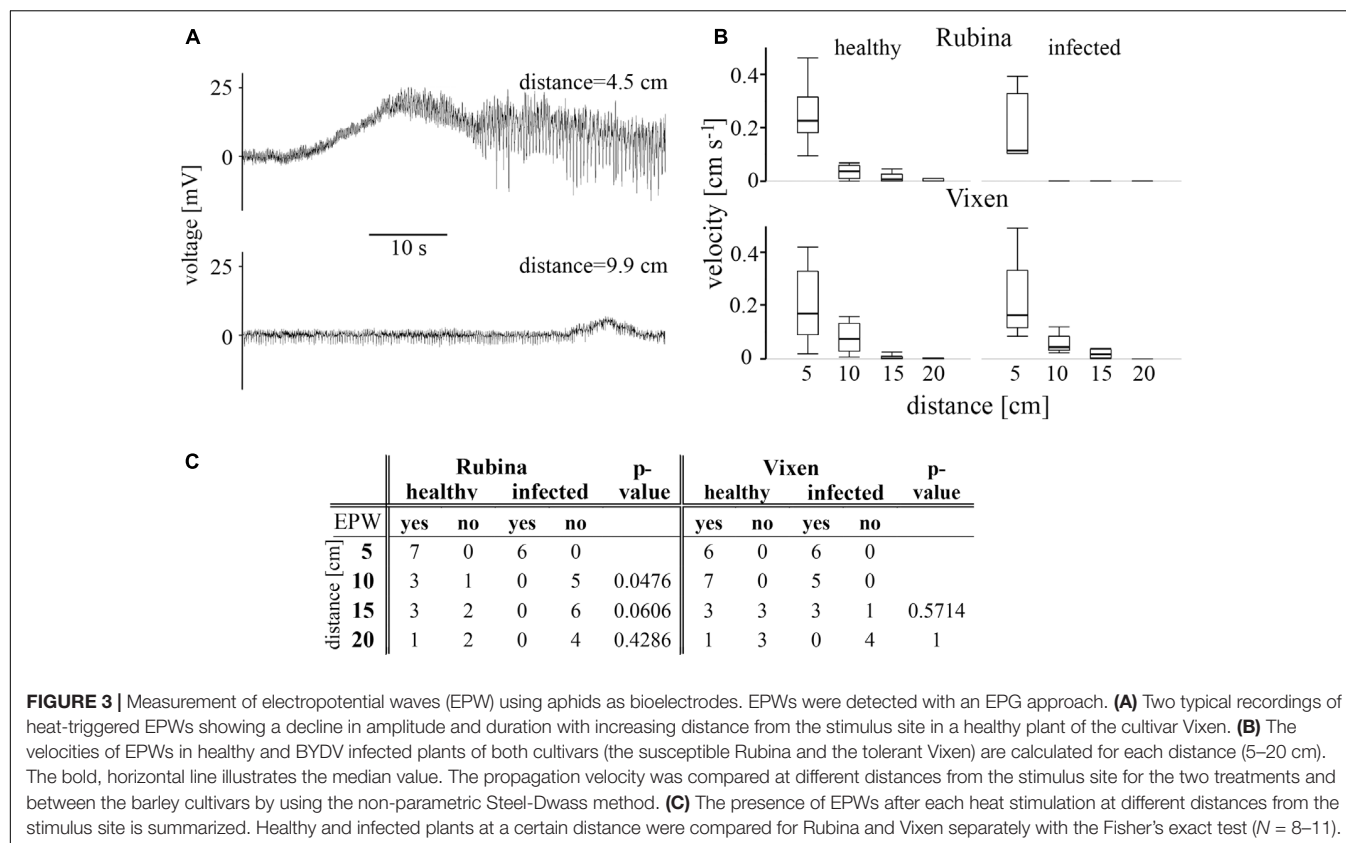 A
25
distance=4.5 cm
0
voltage [mV]
10 s
25
distance=9.9 cm
0
B
Rubina
healthy infected
0.4
0.2
0
velocity [cm s-1]
Vixen
0.4
0.2
0
5 10 15 20 5 10 15 20
distance [cm]
C
Rubina p- Vixen p-
healthy infected value healthy infected value
EPW yes no yes no yes no yes no
distance [cm]
5 7 0 6 0 6 0 6 0
10 3 1 0 5 0.0476 7 0 5 0
15 3 2 0 6 0.0606 3 3 3 1 0.5714
20 1 2 0 4 0.4286 1 3 0 4 1
FIGURE 3 | Measurement of electropotential waves (EPW) using aphids as bioelectrodes. EPWs were detected with an EPG approach. (A) Two typical recordings of
heat-triggered EPWs showing a decline in amplitude and duration with increasing distance from the stimulus site in a healthy plant of the cultivar Vixen. (B) The
velocities of EPWs in healthy and BYDV infected plants of both cultivars (the susceptible Rubina and the tolerant Vixen) are calculated for each distance (5–20 cm).
The bold, horizontal line illustrates the median value. The propagation velocity was compared at different distances from the stimulus site for the two treatments and
between the barley cultivars by using the non-parametric Steel-Dwass method. (C) The presence of EPWs after each heat stimulation at different distances from the
stimulus site is summarized. Healthy and infected plants at a certain distance were compared for Rubina and Vixen separately with the Fisher's exact test (N = 8–11).